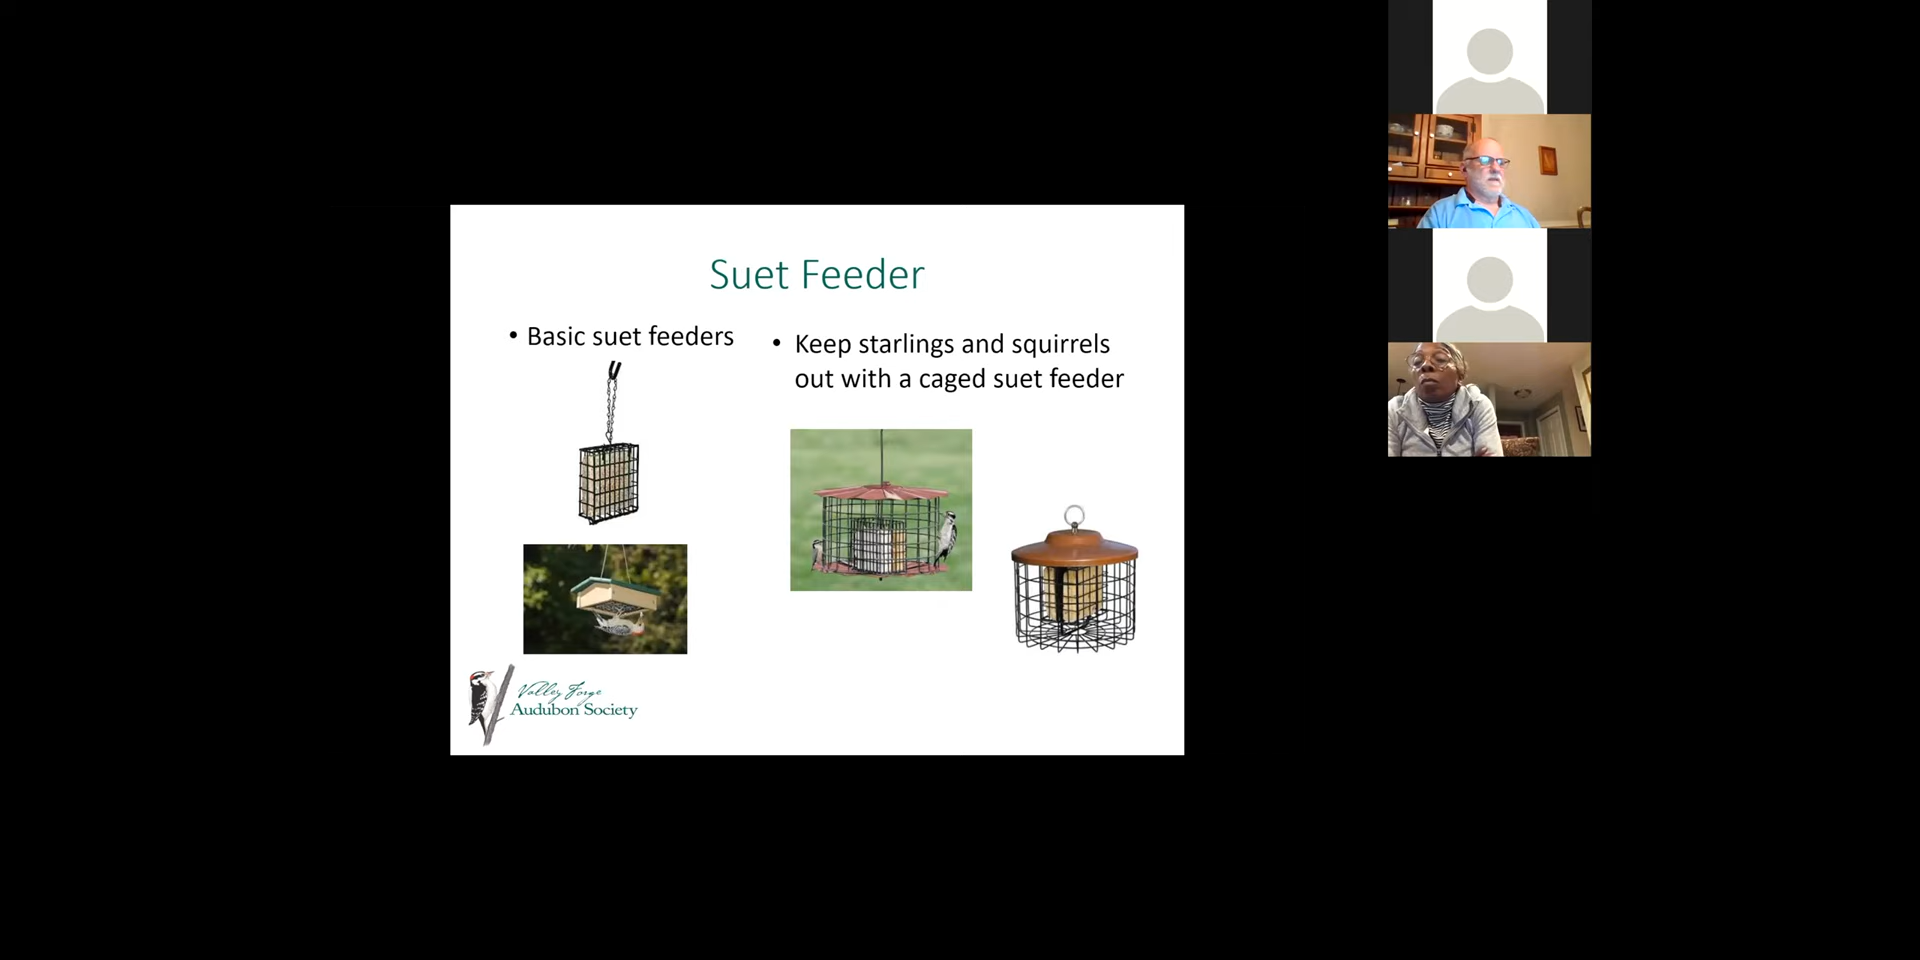 Suet Feeder
• Basic suet feeders
• Keep starlings and squirrels
out with a caged suet feeder
Valley Forge
Audubon Society